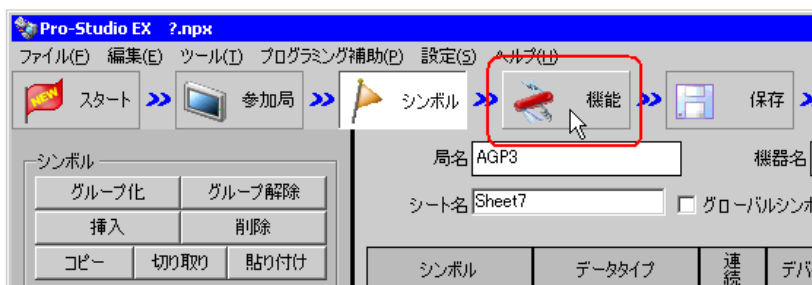 Pro-Studio EX ?.npx
ファイル(F) 編集(E) ツール(T) プログラミング補助(P) 設定(S) ヘルプ(H)
NEW スタート 参加局 シンボル 機能 保存
シンボル
グループ化 グループ解除
挿入 削除
コピー 切り取り 貼り付け
局名 AGP3 機器名
シート名 Sheet7 グローバルシンボ
シンボル データタイプ 連続 デバ